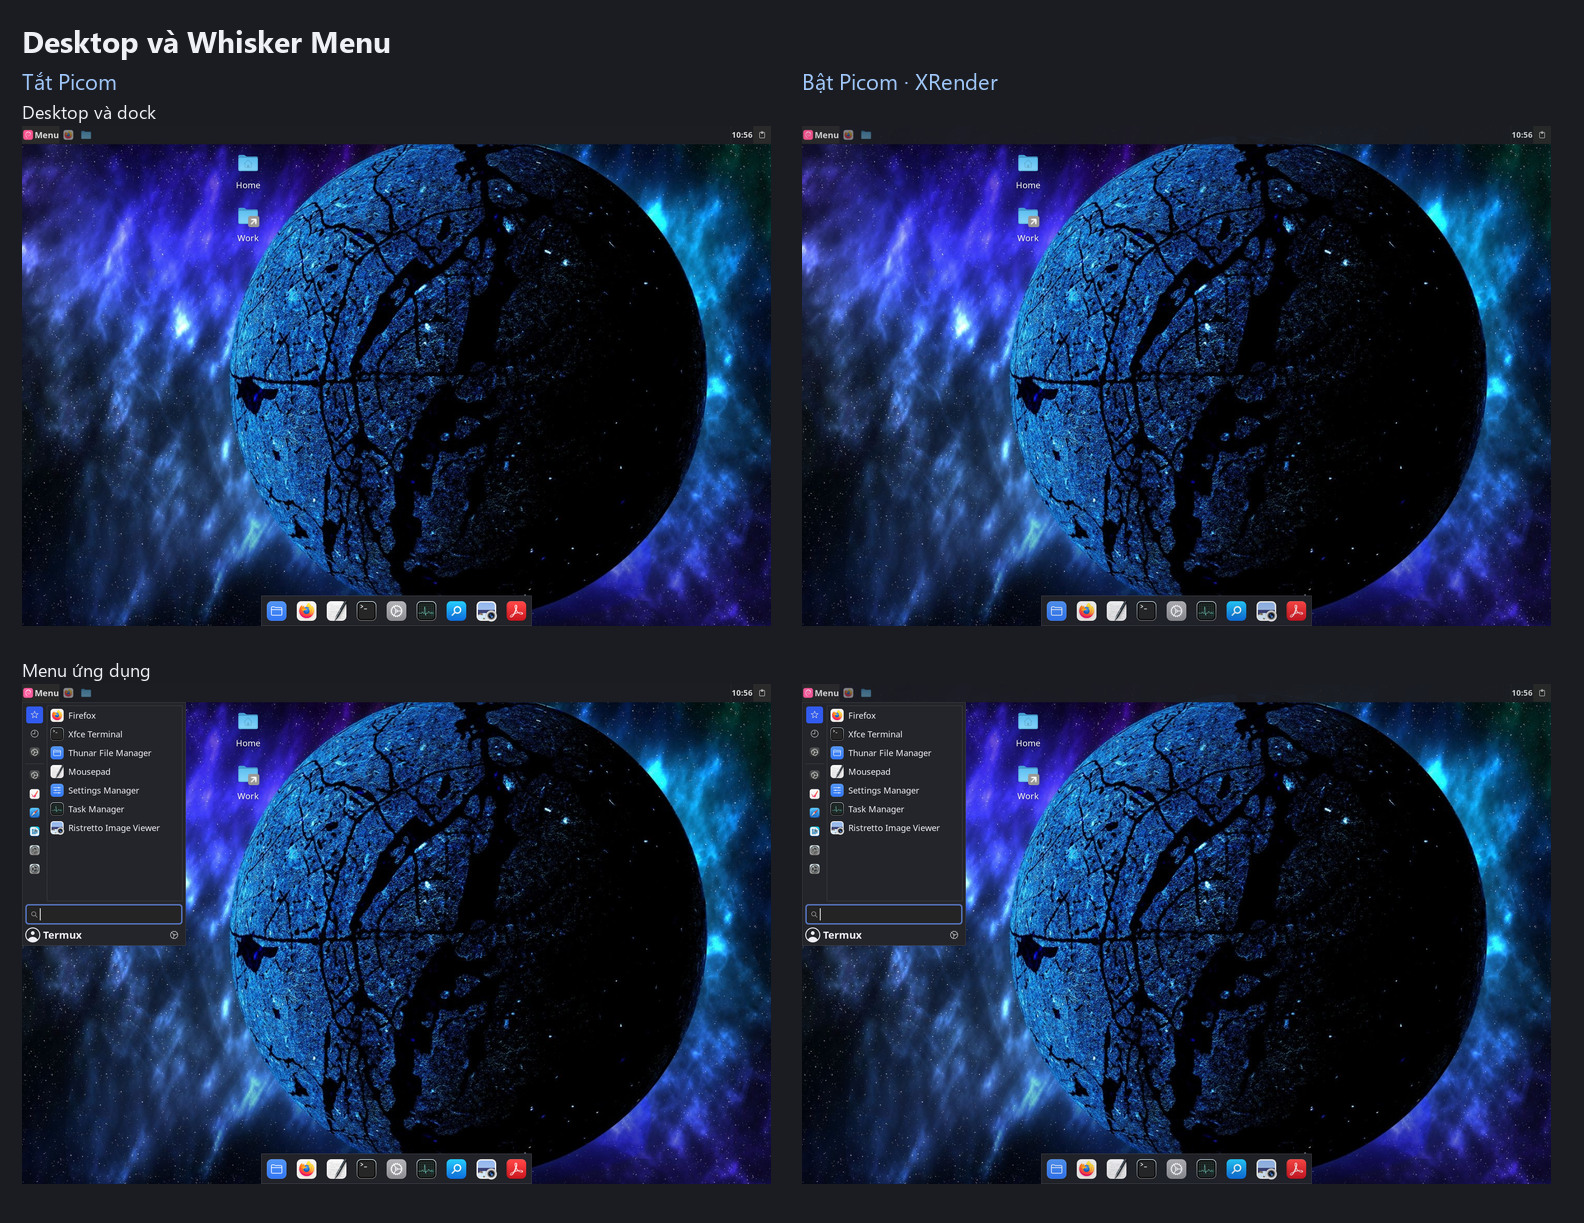 Desktop và Whisker Menu
Tắt Picom
Bật Picom · XRender
Desktop và dock
Menu
10:56
Home
Work
Menu
10:56
Home
Work
Menu ứng dụng
Menu
10:56
Firefox
Xfce Terminal
Thunar File Manager
Mousepad
Settings Manager
Task Manager
Ristretto Image Viewer
Termux
Home
Work
Menu
10:56
Firefox
Xfce Terminal
Thunar File Manager
Mousepad
Settings Manager
Task Manager
Ristretto Image Viewer
Termux
Home
Work